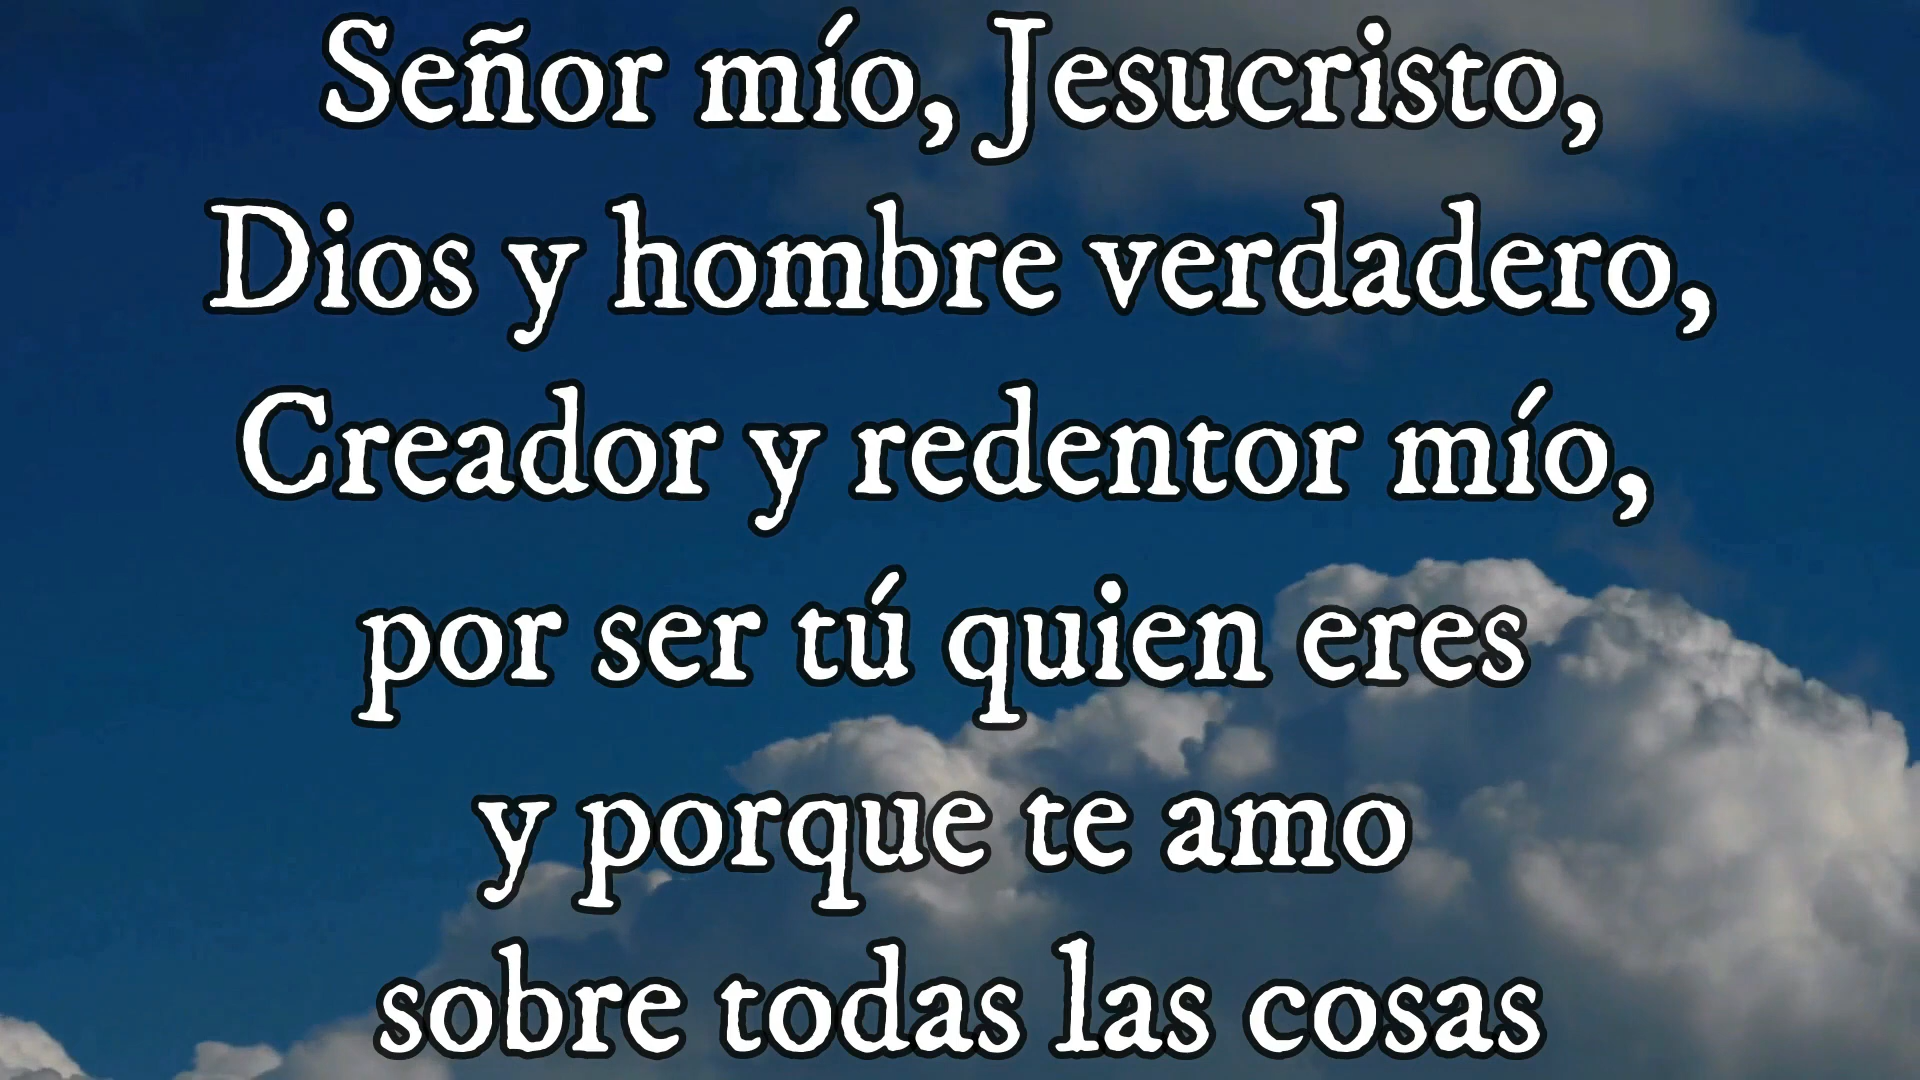 Señor mío, Jesucristo,
Dios y hombre verdadero,
Creador y redentor mío,
por ser tú quien eres
y porque te amo
sobre todas las cosas